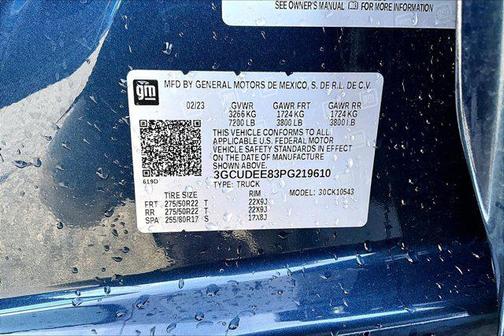 SEE OWNER'S MANUAL FOR MORE INFORMATION
gm
MFD BY GENERAL MOTORS DE MEXICO, S. DE R.L. DE C.V.
02/23 GVWR GAWR FRT GAWR RR
3266 KG 1724 KG 1724 KG
7200 LB 3800 LB 3800 LB
THIS VEHICLE CONFORMS TO ALL
APPLICABLE U.S. FEDERAL MOTOR
VEHICLE SAFETY STANDARDS IN
EFFECT ON THE DATE OF
MANUFACTURE SHOWN ABOVE.
3GCUDEE83PG219610
619D TYPE: TRUCK MODEL: 30CK10543
TIRE SIZE RIM
FRT 275/50R22 T 22X9J
RR 275/50R22 T 22X9J
SPA 255/80R17 S 17X8J